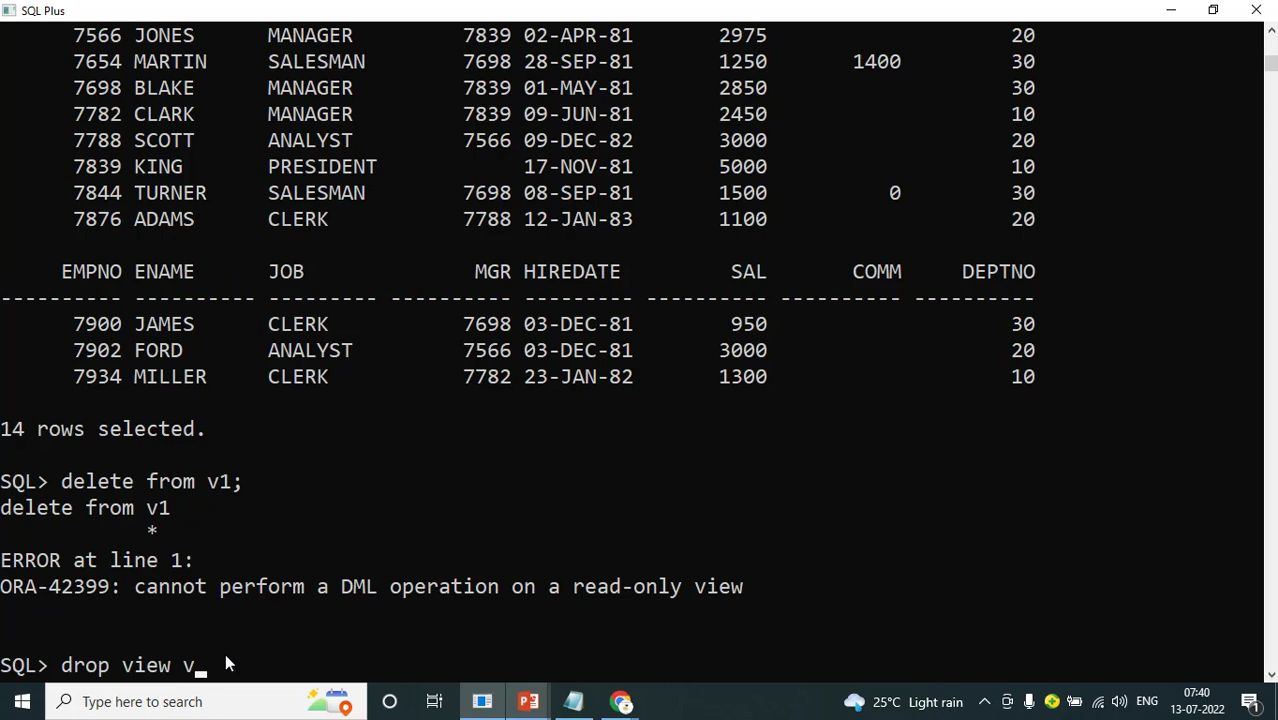 SQL Plus
7566 JONES MANAGER 7839 02-APR-81 2975 20
7654 MARTIN SALESMAN 7698 28-SEP-81 1250 1400 30
7698 BLAKE MANAGER 7839 01-MAY-81 2850 30
7782 CLARK MANAGER 7839 09-JUN-81 2450 10
7788 SCOTT ANALYST 7566 09-DEC-82 3000 20
7839 KING PRESIDENT 17-NOV-81 5000 10
7844 TURNER SALESMAN 7698 08-SEP-81 1500 0 30
7876 ADAMS CLERK 7788 12-JAN-83 1100 20
EMPNO ENAME JOB MGR HIREDATE SAL COMM DEPTNO
---------- ---------- --------- ---------- --------- ---------- ---------- ----------
7900 JAMES CLERK 7698 03-DEC-81 950 30
7902 FORD ANALYST 7566 03-DEC-81 3000 20
7934 MILLER CLERK 7782 23-JAN-82 1300 10
14 rows selected.
SQL> delete from v1;
delete from v1
*
ERROR at line 1:
ORA-42399: cannot perform a DML operation on a read-only view
SQL> drop view v_
Type here to search
25°C Light rain
ENG
07:40
13-07-2022
1